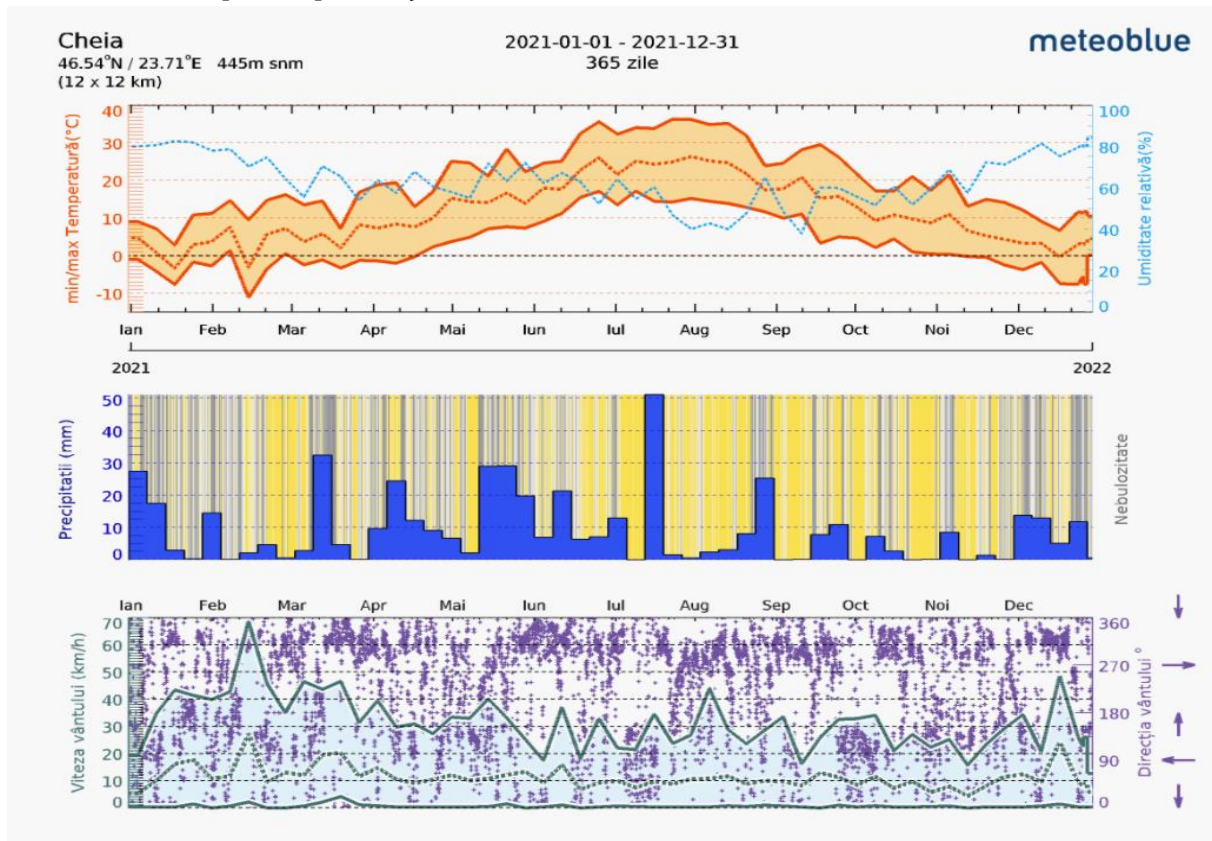 Cheia
46.54°N / 23.71°E 445m snm
(12 x 12 km)
2021-01-01 - 2021-12-31
365 zile
meteoblue
min/max Temperatură(°C)
40
30
20
10
0
-10
100
80
60
40
20
0
Umiditate relativă(%)
Ian Feb Mar Apr Mai Iun Iul Aug Sep Oct Noi Dec
2021 2022
Precipitatii (mm)
50
40
30
20
10
0
Nebulozitate
Ian Feb Mar Apr Mai Iun Iul Aug Sep Oct Noi Dec
Viteza vântului (km/h)
70
60
50
40
30
20
10
0
360
270
180
90
0
Direcția vântului °